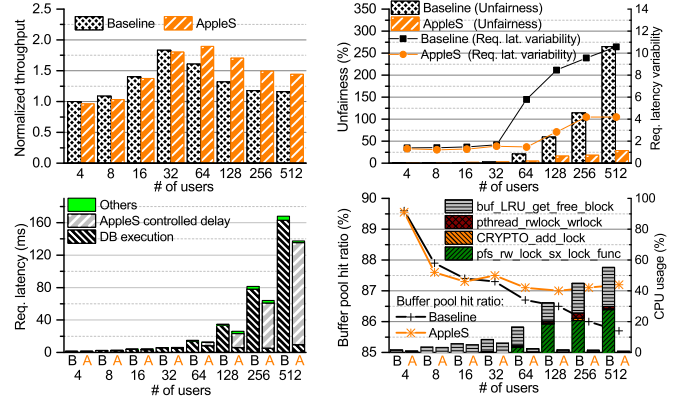 Baseline
AppleS
Normalized throughput
2.5
2.0
1.5
1.0
0.5
0.0
4 8 16 32 64 128 256 512
# of users
Baseline (Unfairness)
AppleS (Unfairness)
Baseline (Req. lat. variability)
AppleS (Req. lat. variability)
Unfairness (%)
350
300
250
200
150
100
50
0
Req. latency variability
14
12
10
8
6
4
2
0
4 8 16 32 64 128 256 512
# of users
Others
AppleS controlled delay
DB execution
Req. latency (ms)
160
120
80
40
0
B A B A B A B A B A B A B A B A
4 8 16 32 64 128 256 512
# of users
buf_LRU_get_free_block
pthread_rwlock_wrlock
CRYPTO_add_lock
pfs_rw_lock_sx_lock_func
Buffer pool hit ratio:
Baseline
AppleS
Buffer pool hit ratio (%)
90
89
88
87
86
85
CPU usage (%)
100
80
60
40
20
0
B A B A B A B A B A B A B A B A
4 8 16 32 64 128 256 512
# of users